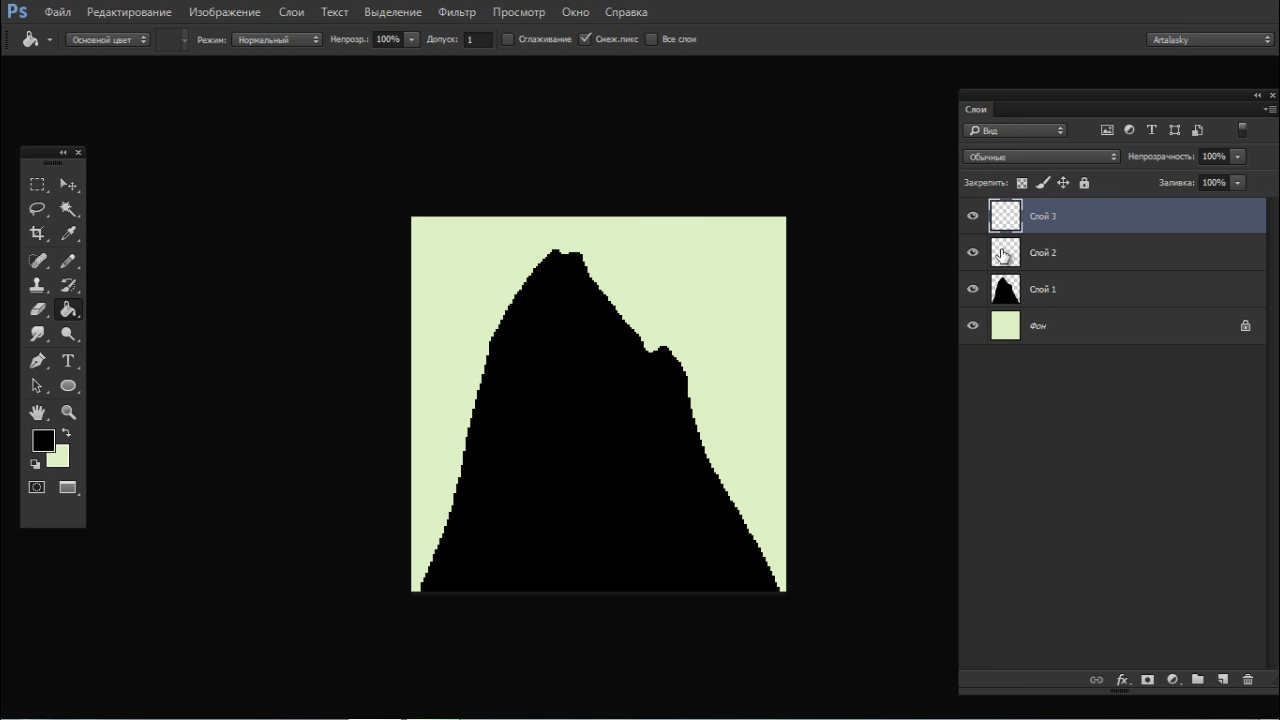 Ps Файл Редактирование Изображение Слои Текст Выделение Фильтр Просмотр Окно Справка
Основной цвет Режим: Нормальный Непрозр.: 100% Допуск: 1 Сглаживание Смеж.пикс Все слои Artalasky
Слои
Вид
Обычные Непрозрачность: 100%
Закрепить: Заливка: 100%
Слой 3
Слой 2
Слой 1
Фон